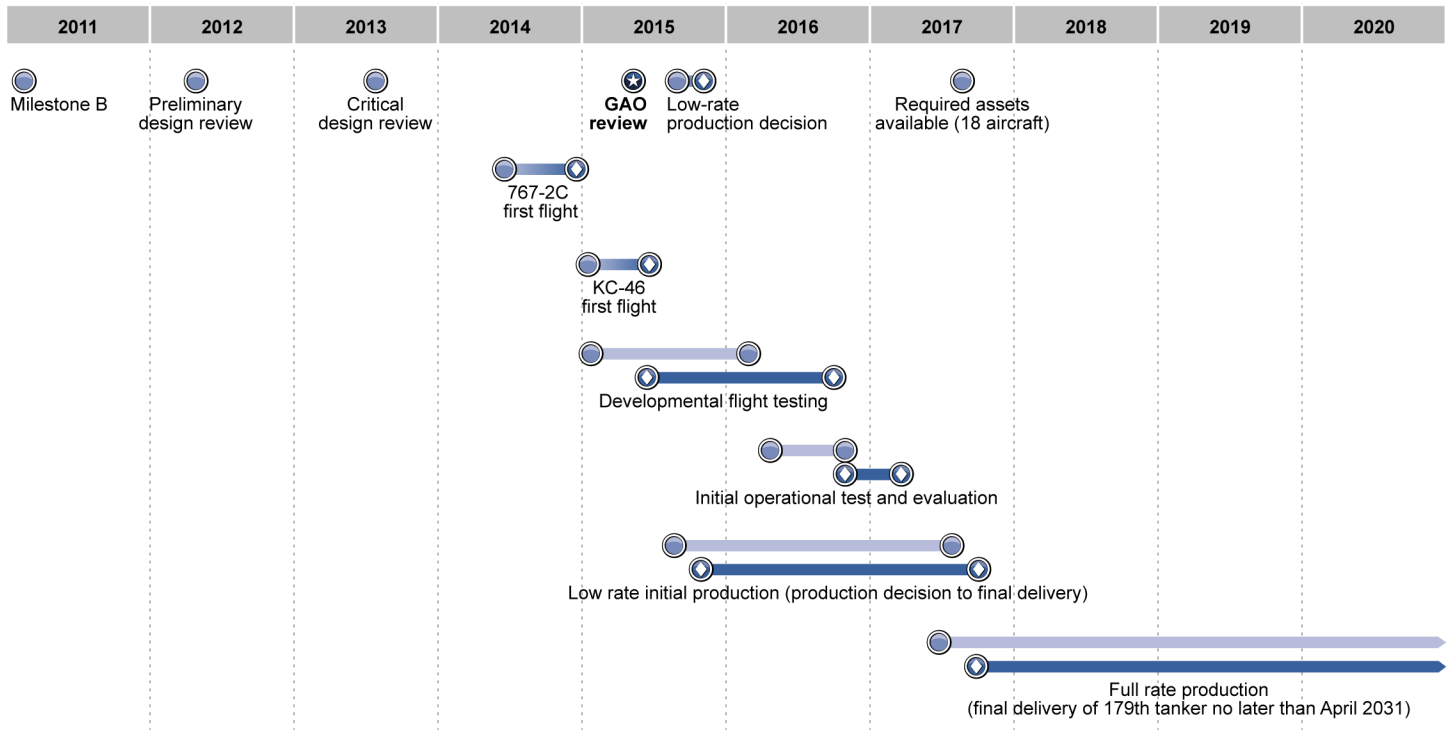 2011 2012 2013 2014 2015 2016 2017 2018 2019 2020
Milestone B
Preliminary
design review
Critical
design review
GAO
review
Low-rate
production decision
Required assets
available (18 aircraft)
767-2C
first flight
KC-46
first flight
Developmental flight testing
Initial operational test and evaluation
Low rate initial production (production decision to final delivery)
Full rate production
(final delivery of 179th tanker no later than April 2031)